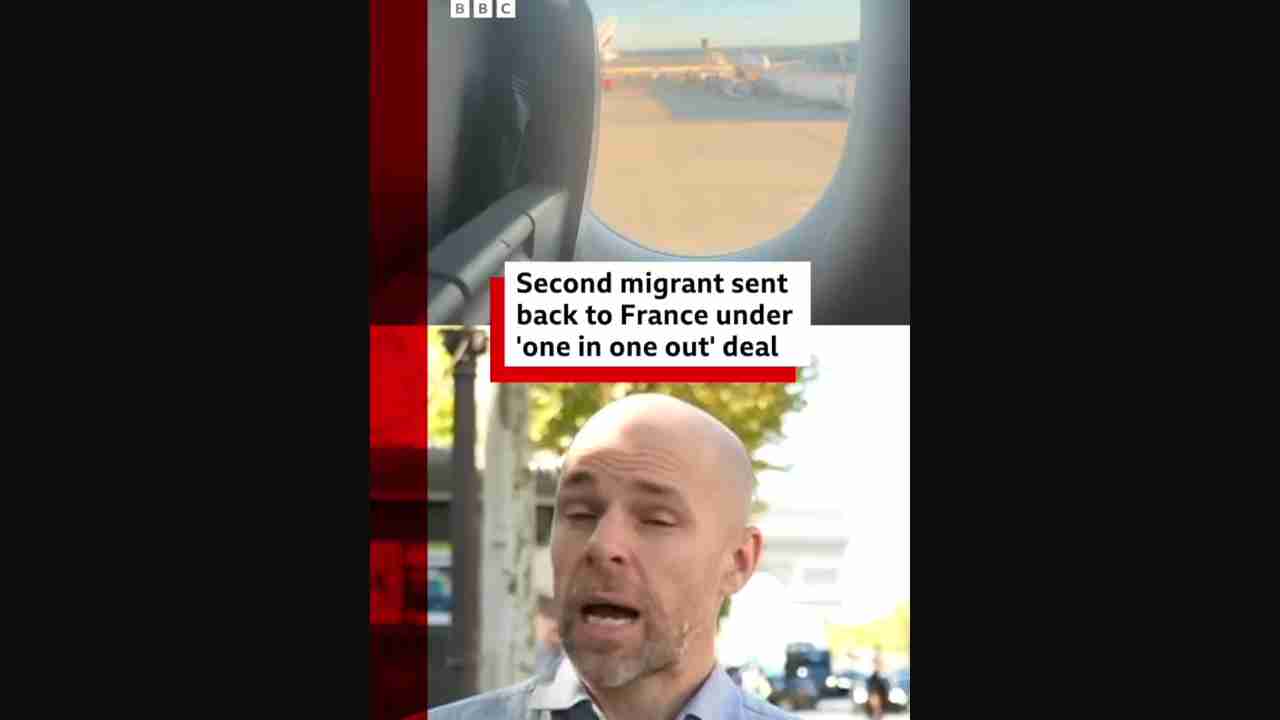 BBC
Second migrant sent
back to France under
'one in one out' deal